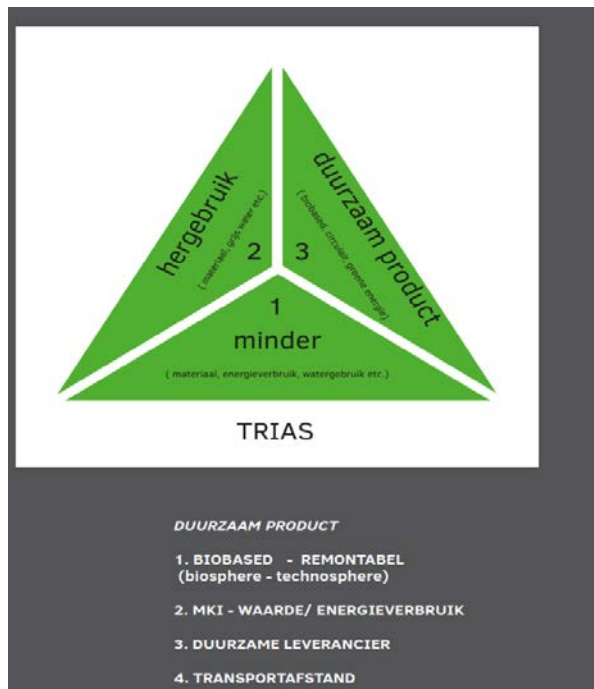 hergebruik
( materiaal, grijs water etc.)
2
duurzaam product
( biobased, circulair, groene energie)
3
1
minder
( materiaal, energieverbruik, watergebruik etc.)
TRIAS
DUURZAAM PRODUCT
1. BIOBASED - REMONTABEL
(biosphere - technosphere)
2. MKI - WAARDE/ ENERGIEVERBRUIK
3. DUURZAME LEVERANCIER
4. TRANSPORTAFSTAND